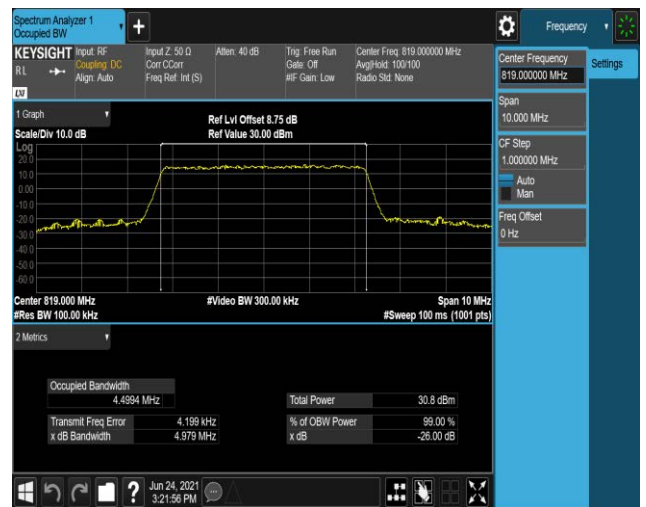 Spectrum Analyzer 1
Occupied BW
+
Frequency
KEYSIGHT Input: RF Input Z: 50 Ω Atten: 40 dB Trig: Free Run Center Freq: 819.000000 MHz
R L Coupling: DC Corr CCorr Gate: Off Avg|Hold: 100/100
Align: Auto Freq Ref: Int (S) #IF Gain: Low Radio Std: None
LXI
Center Frequency
819.000000 MHz
Settings
Span
10.000 MHz
CF Step
1.000000 MHz
Auto
Man
Freq Offset
0 Hz
1 Graph
Ref Lvl Offset 8.75 dB
Scale/Div 10.0 dB Ref Value 30.00 dBm
Log
20.0
10.0
0.00
-10.0
-20.0
-30.0
-40.0
-50.0
-60.0
Center 819.000 MHz #Video BW 300.00 kHz Span 10 MHz
#Res BW 100.00 kHz #Sweep 100 ms (1001 pts)
2 Metrics
Occupied Bandwidth
4.4994 MHz Total Power 30.8 dBm
Transmit Freq Error 4.199 kHz % of OBW Power 99.00 %
x dB Bandwidth 4.979 MHz x dB -26.00 dB
? Jun 24, 2021
3:21:56 PM